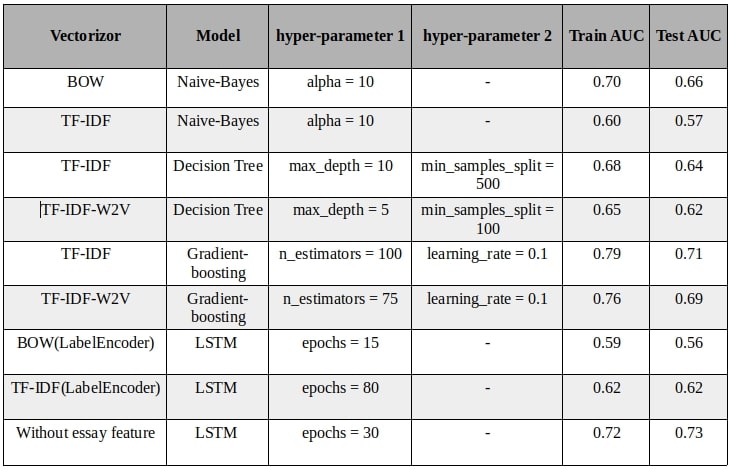 Vectorizor Model hyper-parameter 1 hyper-parameter 2 Train AUC Test AUC
BOW Naive-Bayes alpha = 10 - 0.70 0.66
TF-IDF Naive-Bayes alpha = 10 - 0.60 0.57
TF-IDF Decision Tree max_depth = 10 min_samples_split = 0.68 0.64
500
TF-IDF-W2V Decision Tree max_depth = 5 min_samples_split = 0.65 0.62
100
TF-IDF Gradient- n_estimators = 100 learning_rate = 0.1 0.79 0.71
boosting
TF-IDF-W2V Gradient- n_estimators = 75 learning_rate = 0.1 0.76 0.69
boosting
BOW(LabelEncoder) LSTM epochs = 15 - 0.59 0.56
TF-IDF(LabelEncoder) LSTM epochs = 80 - 0.62 0.62
Without essay feature LSTM epochs = 30 - 0.72 0.73